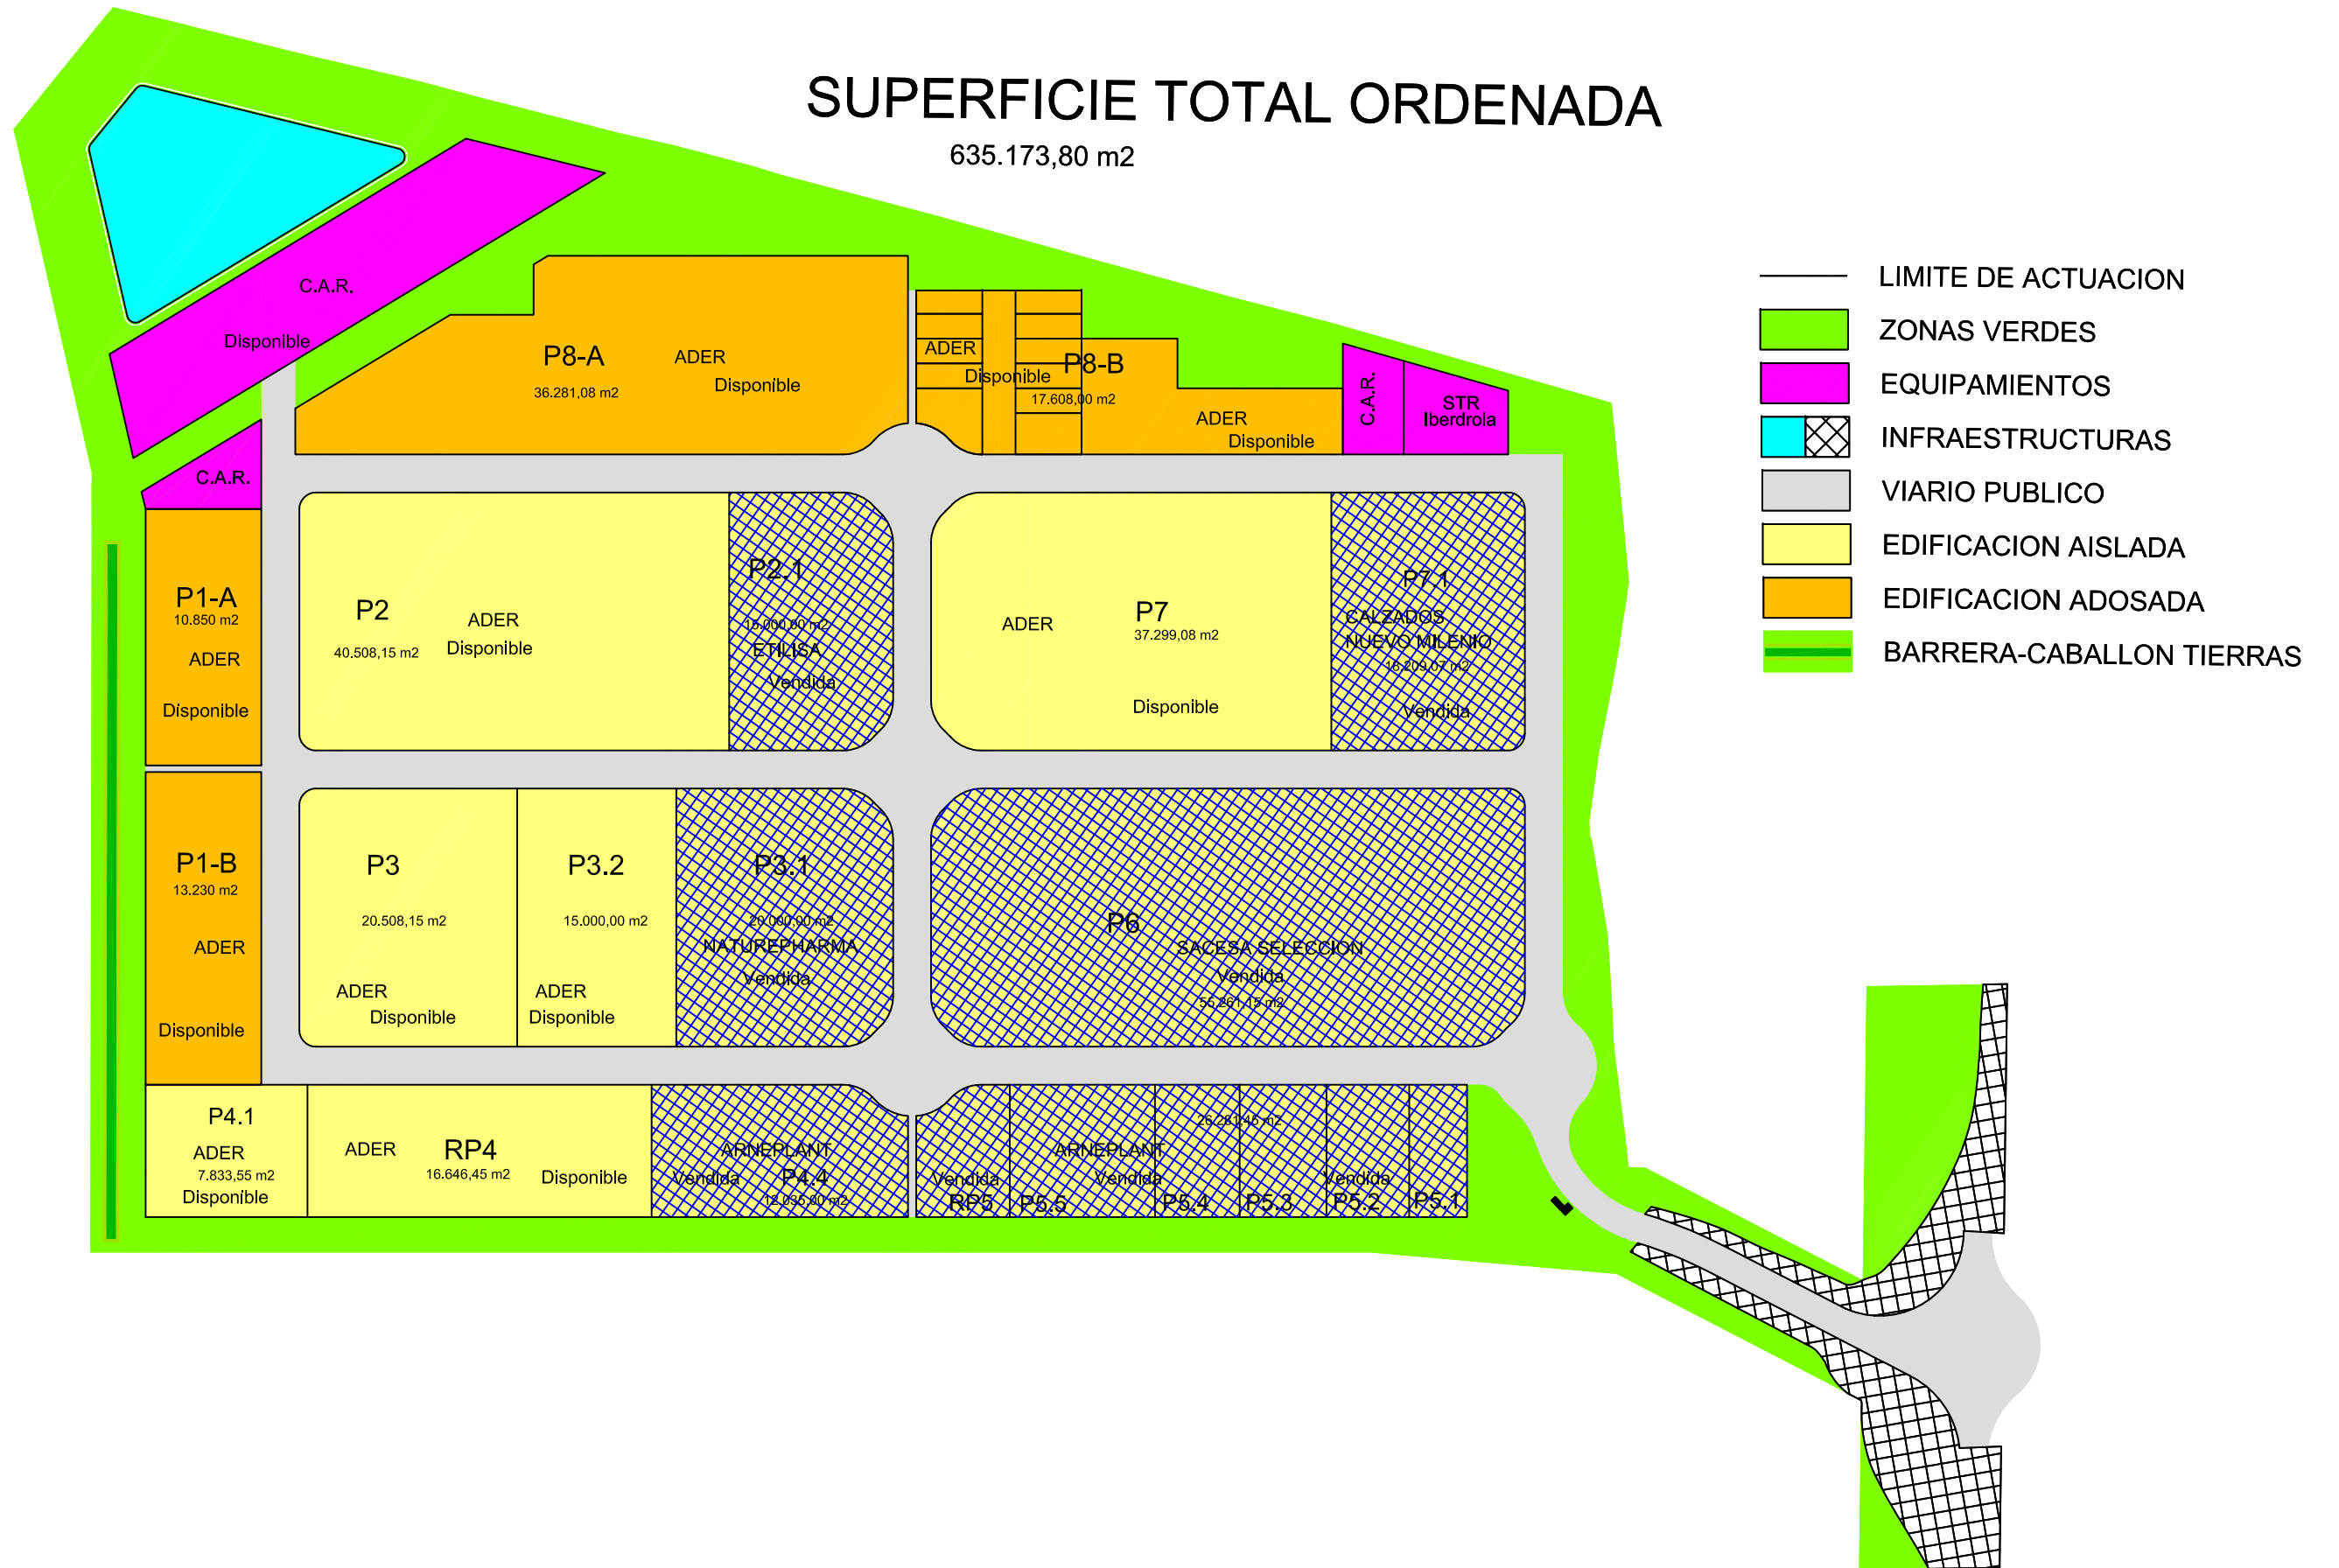 SUPERFICIE TOTAL ORDENADA
635.173,80 m2
LIMITE DE ACTUACION
ZONAS VERDES
EQUIPAMIENTOS
INFRAESTRUCTURAS
VIARIO PUBLICO
EDIFICACION AISLADA
EDIFICACION ADOSADA
BARRERA-CABALLON TIERRAS
C.A.R.
Disponible
C.A.R.
P8-A
ADER
36.281,08 m2
Disponible
ADER
Disponible
P8-B
17.608,00 m2
ADER
Disponible
C.A.R.
STR
Iberdrola
P1-A
10.850 m2
ADER
Disponible
P2
ADER
40.508,15 m2
Disponible
P2.1
15.000,00 m2
ETILISA
Vendida
ADER
P7
37.299,08 m2
Disponible
P7.1
CALZADOS
NUEVO MILENIO
18.209,07 m2
Vendida
P1-B
13.230 m2
ADER
Disponible
P3
20.508,15 m2
ADER
Disponible
P3.2
15.000,00 m2
ADER
Disponible
P3.1
20.000,00 m2
NATUREPHARMA
Vendida
P6
SACESA SELECCION
Vendida
55.261,15 m2
P4.1
ADER
7.833,55 m2
Disponible
ADER
RP4
16.646,45 m2
Disponible
ARNEPLANT
Vendida
P4.4
12.035,00 m2
26.281,45 m2
ARNEPLANT
Vendida
Vendida
Vendida
RP5
P5.5
P5.4
P5.3
P5.2
P5.1